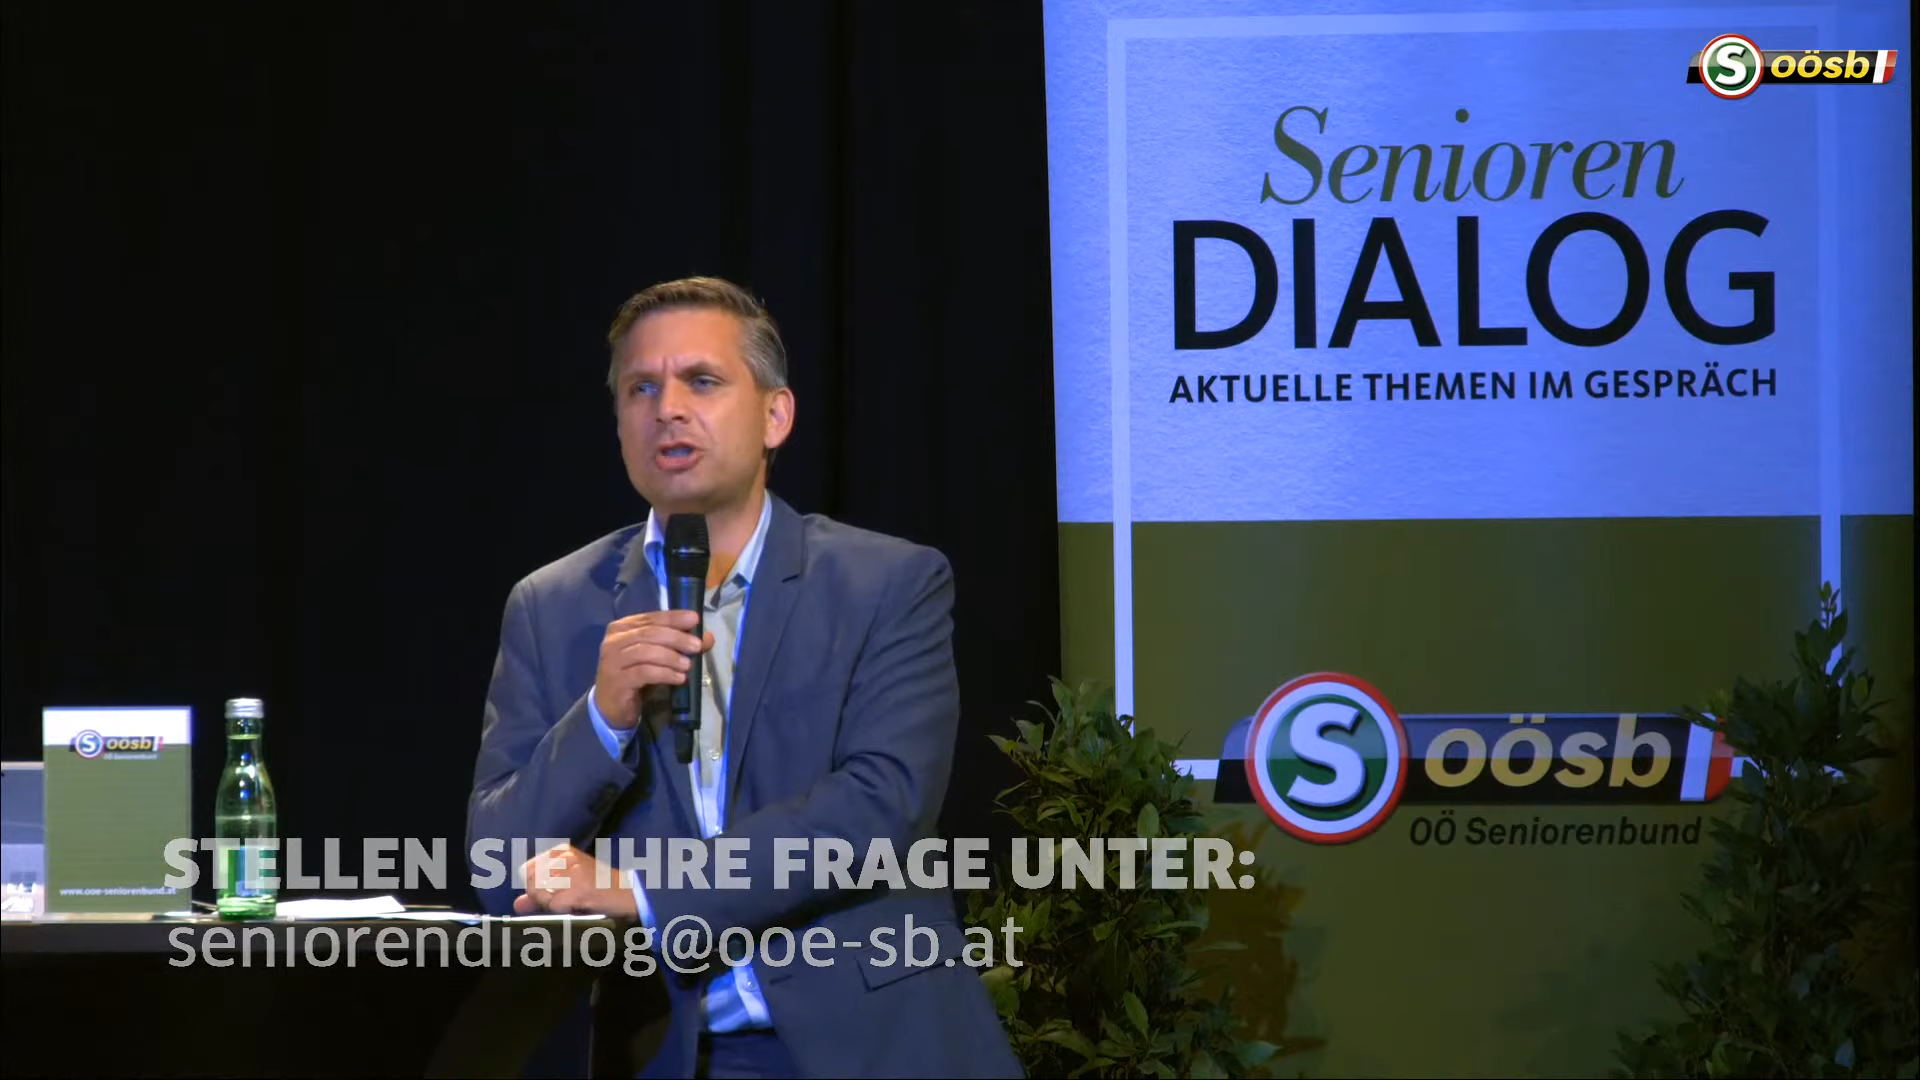 S oösb
Senioren
DIALOG
AKTUELLE THEMEN IM GESPRÄCH
S oösb
OÖ Seniorenbund
S oösb
OÖ Seniorenbund
www.ooe-seniorenbund.at
STELLEN SIE IHRE FRAGE UNTER:
seniorendialog@ooe-sb.at